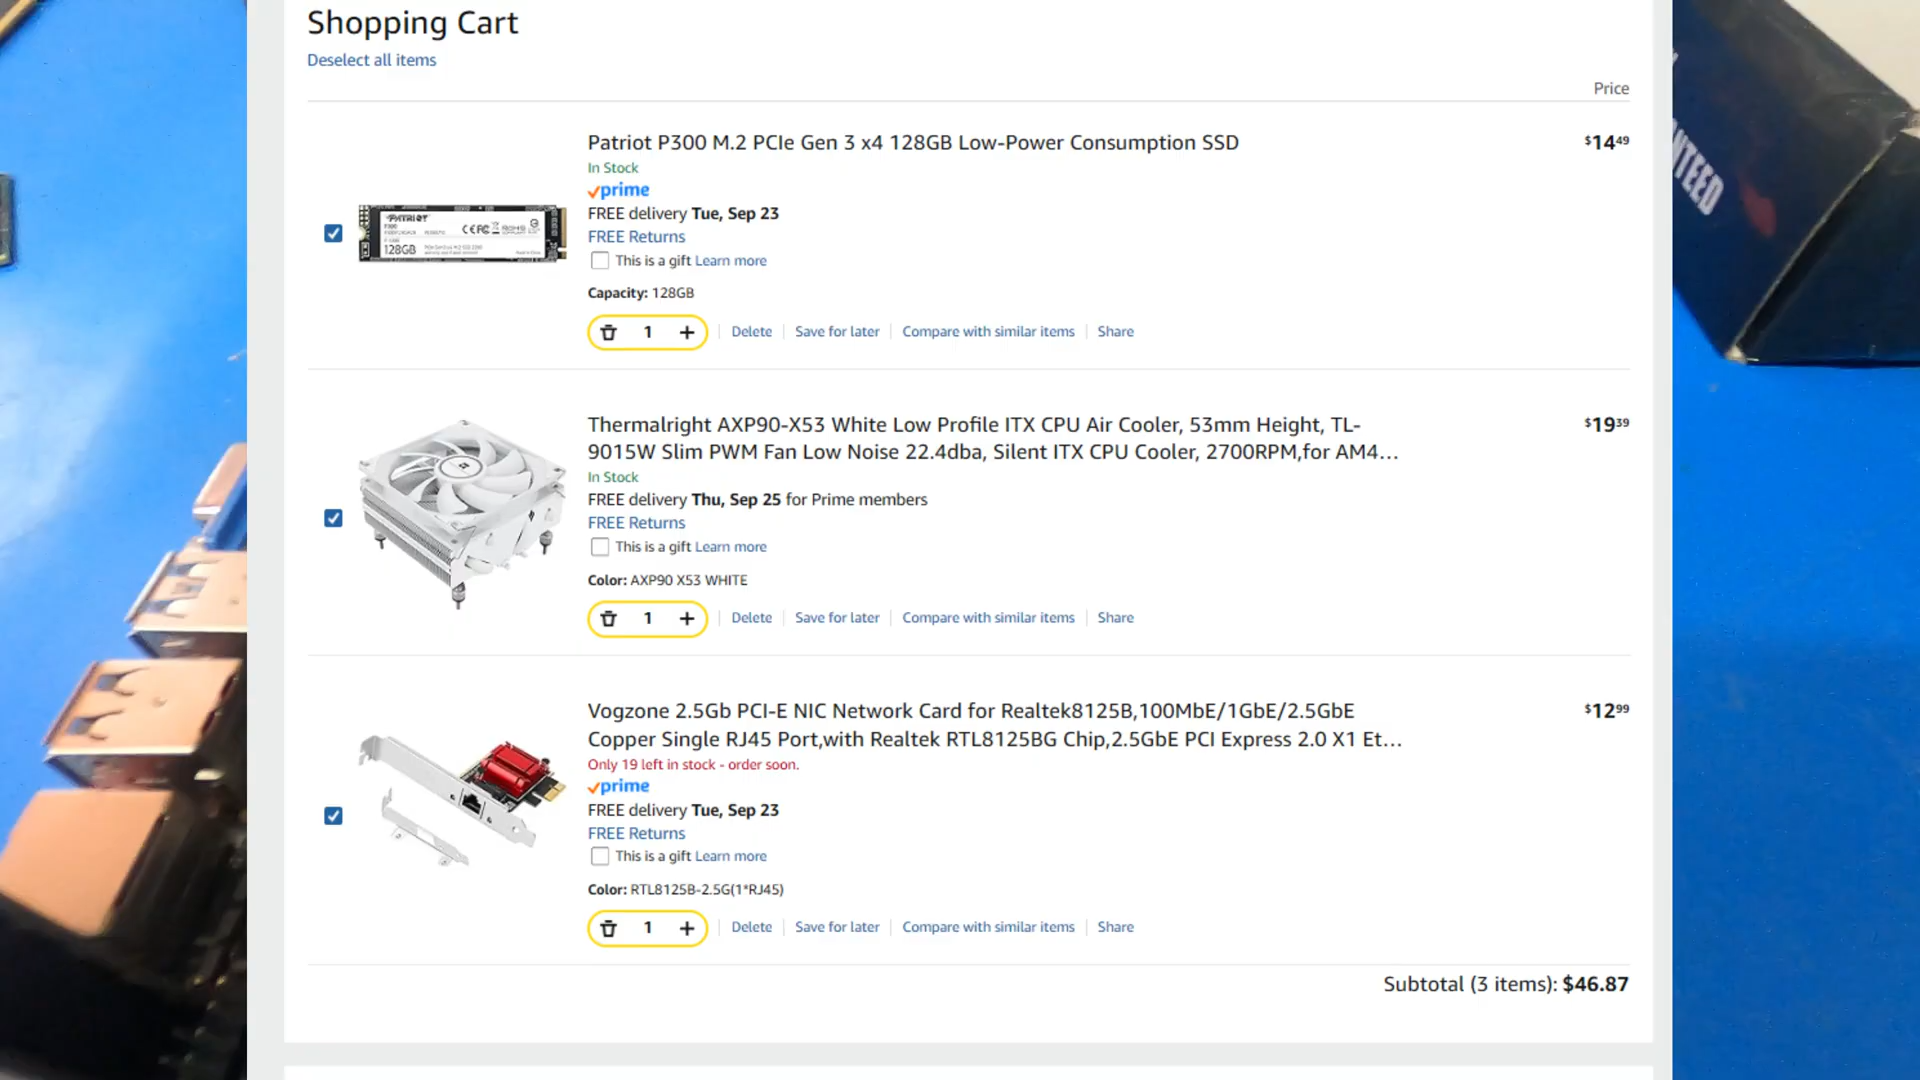 Shopping Cart
Deselect all items
Price
Patriot P300 M.2 PCIe Gen 3 x4 128GB Low-Power Consumption SSD
$14.49
In Stock
prime
FREE delivery Tue, Sep 23
FREE Returns
This is a gift Learn more
Capacity: 128GB
1
Delete
Save for later
Compare with similar items
Share
PATRIOT
P300
128GB
Thermalright AXP90-X53 White Low Profile ITX CPU Air Cooler, 53mm Height, TL-
9015W Slim PWM Fan Low Noise 22.4dba, Silent ITX CPU Cooler, 2700RPM,for AM4...
$19.39
In Stock
FREE delivery Thu, Sep 25 for Prime members
FREE Returns
This is a gift Learn more
Color: AXP90 X53 WHITE
1
Delete
Save for later
Compare with similar items
Share
Vogzone 2.5Gb PCI-E NIC Network Card for Realtek8125B,100MbE/1GbE/2.5GbE
Copper Single RJ45 Port,with Realtek RTL8125BG Chip,2.5GbE PCI Express 2.0 X1 Et...
$12.99
Only 19 left in stock - order soon.
prime
FREE delivery Tue, Sep 23
FREE Returns
This is a gift Learn more
Color: RTL8125B-2.5G(1*RJ45)
1
Delete
Save for later
Compare with similar items
Share
Subtotal (3 items): $46.87